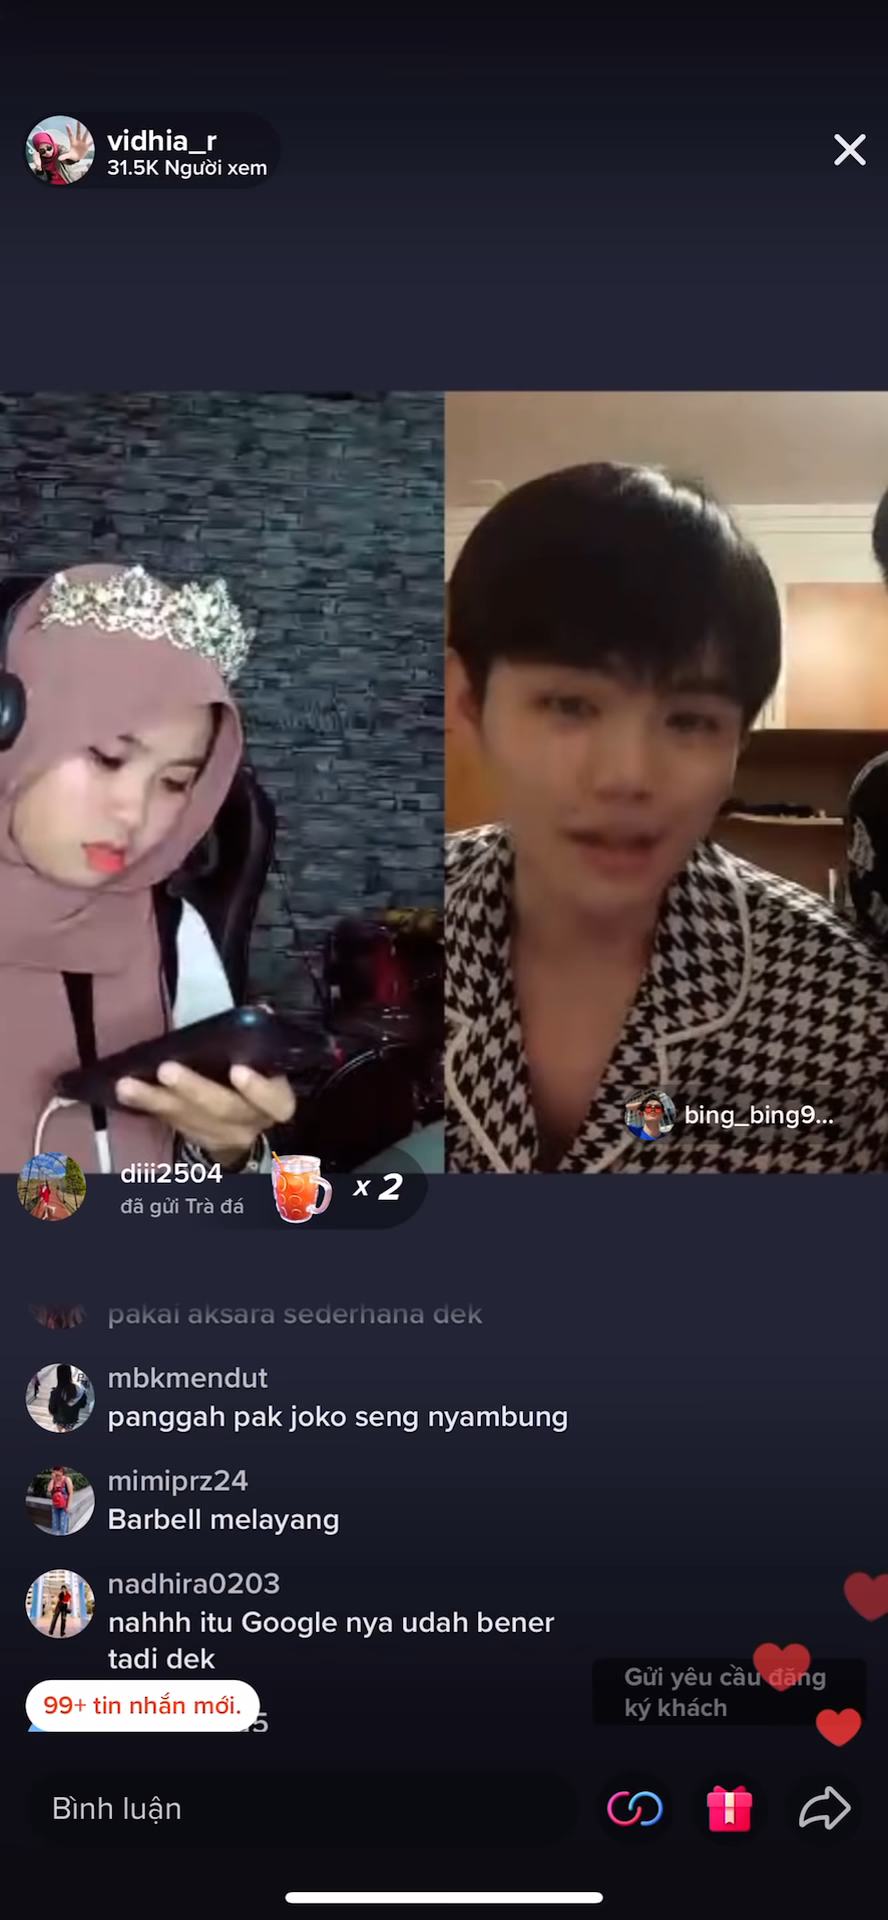 vidhia_r
31.5K Người xem
bing_bing9...
diii2504
đã gửi Trà đá
x 2
pakai aksara sederhana dek
mbkmendut
panggah pak joko seng nyambung
mimiprz24
Barbell melayang
nadhira0203
nahhh itu Google nya udah bener
tadi dek
Gửi yêu cầu đăng
ký khách
99+ tin nhắn mới.
Bình luận